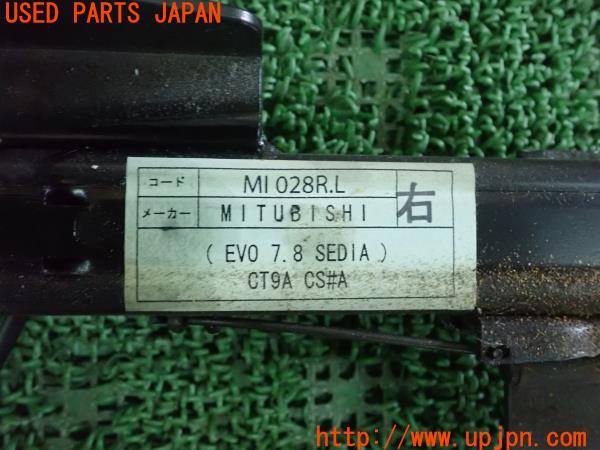 USED PARTS JAPAN
コード MI 028R.L 右
メーカー MITUBISHI
( EVO 7.8 SEDIA )
CT9A CS#A
http://www.upjpn.com/